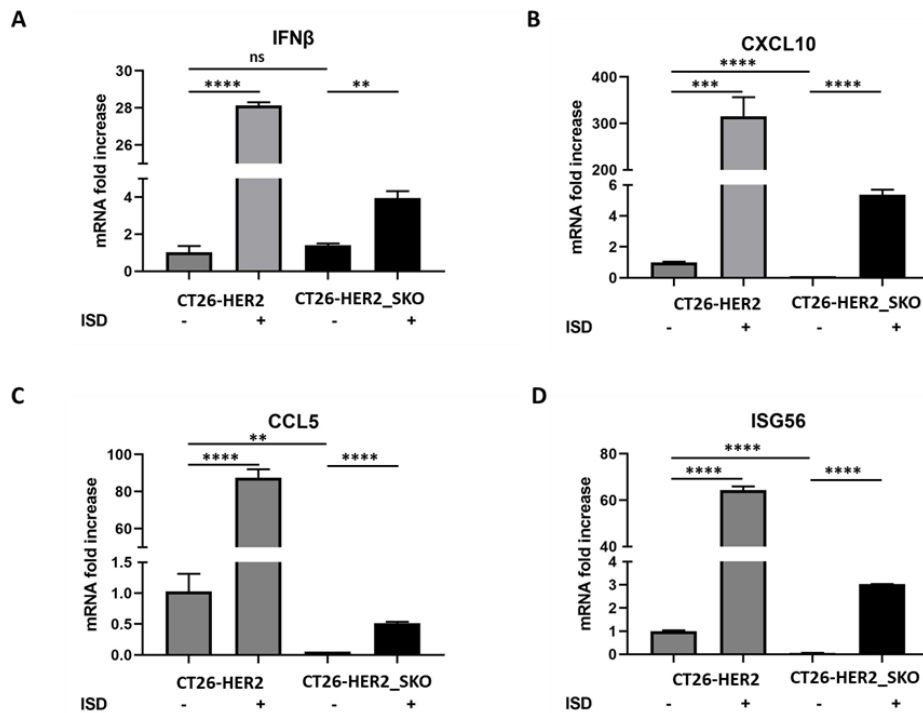 A
IFNβ
mRNA fold increase
30
28
26
4
2
0
ns
****
**
CT26-HER2
CT26-HER2_SKO
ISD
-
+
-
+
B
CXCL10
mRNA fold increase
400
300
200
6
4
2
0
****
***
****
CT26-HER2
CT26-HER2_SKO
ISD
-
+
-
+
C
CCL5
mRNA fold increase
100
80
60
1.5
1.0
0.5
0.0
**
****
****
CT26-HER2
CT26-HER2_SKO
ISD
-
+
-
+
D
ISG56
mRNA fold increase
80
60
40
4
3
2
1
0
****
****
****
CT26-HER2
CT26-HER2_SKO
ISD
-
+
-
+